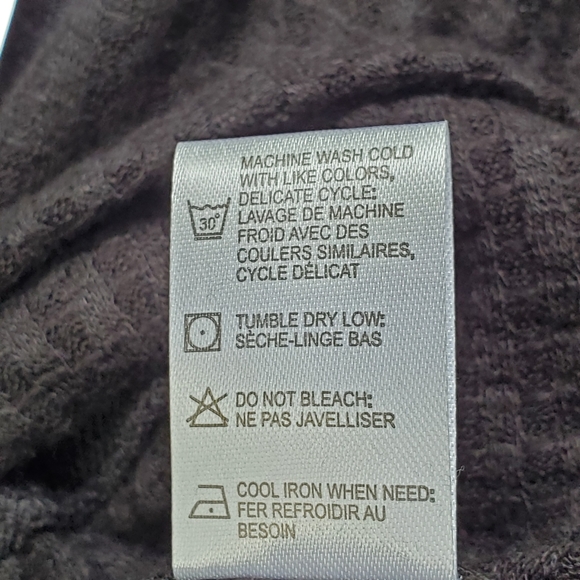 MACHINE WASH COLD
WITH LIKE COLORS,
DELICATE CYCLE:
30°
LAVAGE DE MACHINE
FROID AVEC DES
COULERS SIMILAIRES,
CYCLE DÉLICAT
TUMBLE DRY LOW:
SÈCHE-LINGE BAS
DO NOT BLEACH:
NE PAS JAVELLISER
COOL IRON WHEN NEED:
FER REFROIDIR AU
BESOIN